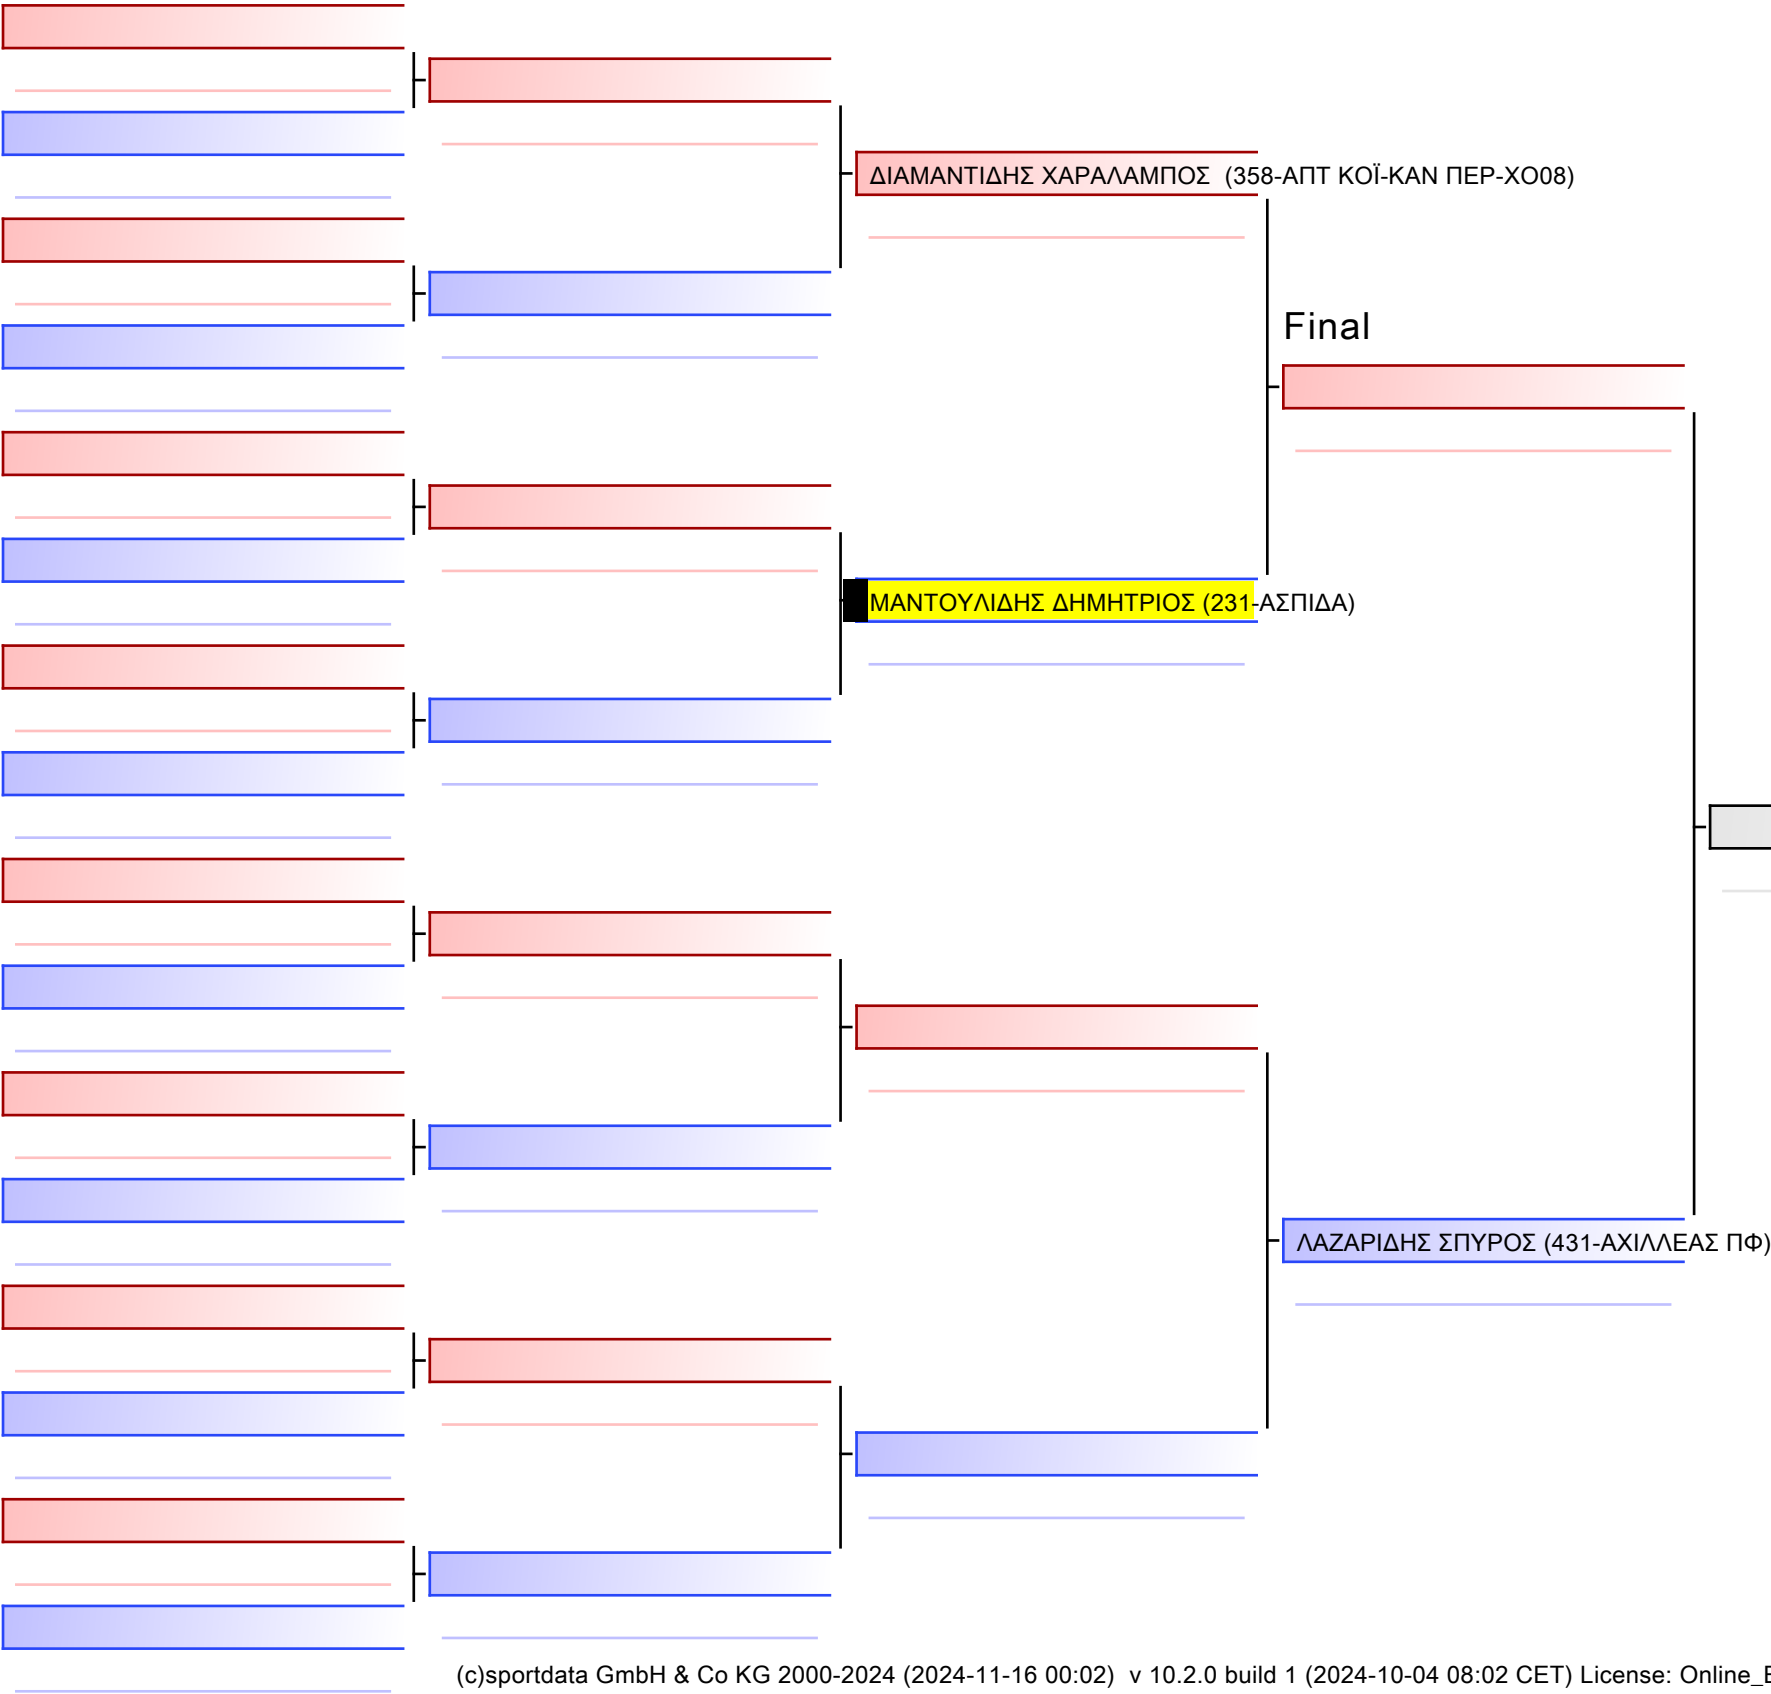 ΔΙΑΜΑΝΤΙΔΗΣ ΧΑΡΑΛΑΜΠΟΣ (358-ΑΠΤ ΚΟΪ-ΚΑΝ ΠΕΡ-ΧΟ08)
Final
ΜΑΝΤΟΥΛΙΔΗΣ ΔΗΜΗΤΡΙΟΣ (231-ΑΣΠΙΔΑ)
ΛΑΖΑΡΙΔΗΣ ΣΠΥΡΟΣ (431-ΑΧΙΛΛΕΑΣ ΠΦ)
(c)sportdata GmbH & Co KG 2000-2024 (2024-11-16 00:02) v 10.2.0 build 1 (2024-10-04 08:02 CET) License: Online_